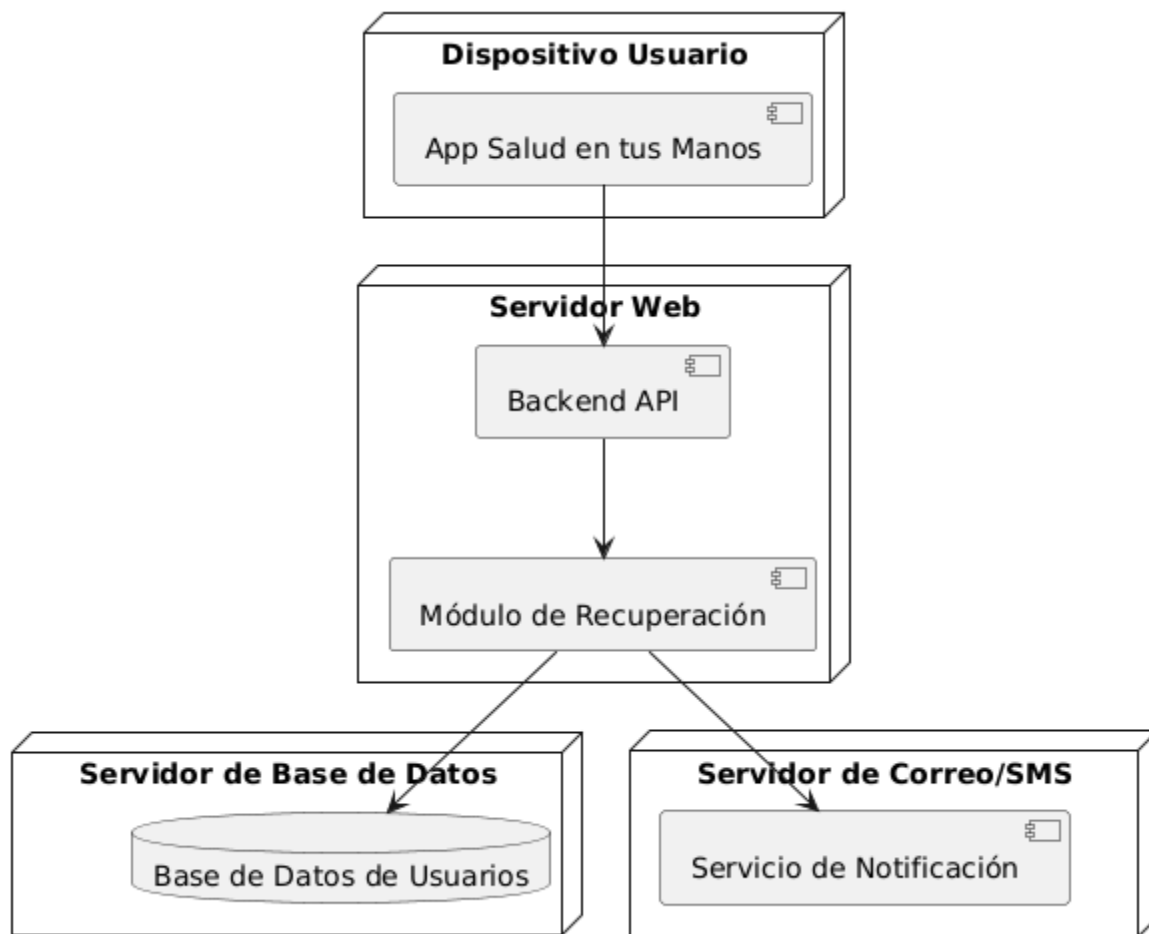 Dispositivo Usuario
App Salud en tus Manos
Servidor Web
Backend API
Módulo de Recuperación
Servidor de Base de Datos
Base de Datos de Usuarios
Servidor de Correo/SMS
Servicio de Notificación